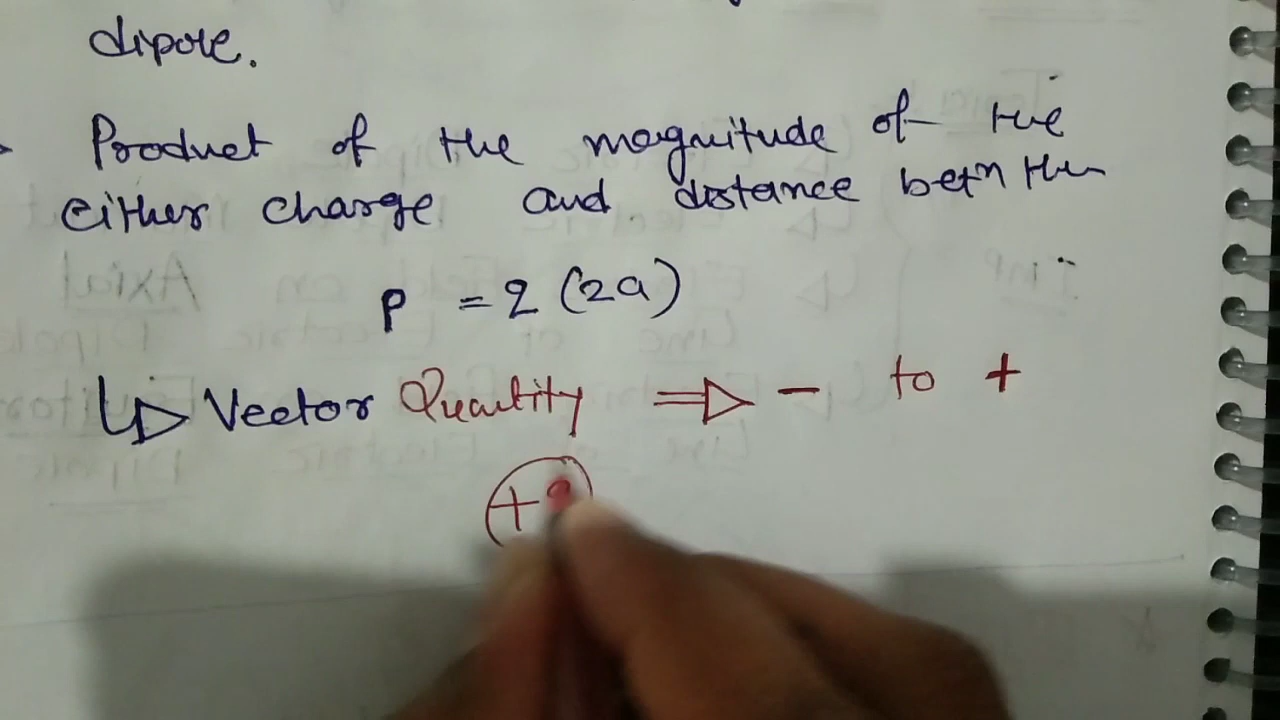 dipole.
Product of the magnitude of the
either charge and distance betn the
p = q (2a)
↳ Vector Quantity ⇒ - to +
+q